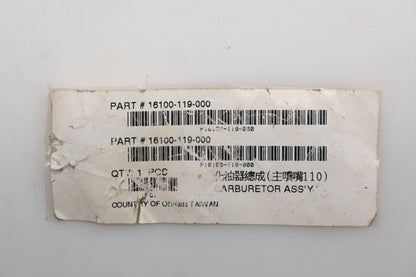 PART # 16100-119-000
P16100-119-000
PART # 16100-119-000
P16100-119-000
QTY 1 PCS
化油器總成(主噴嘴110)
CARBURETOR ASS'Y
COUNTRY OF ORIGIN TAIWAN